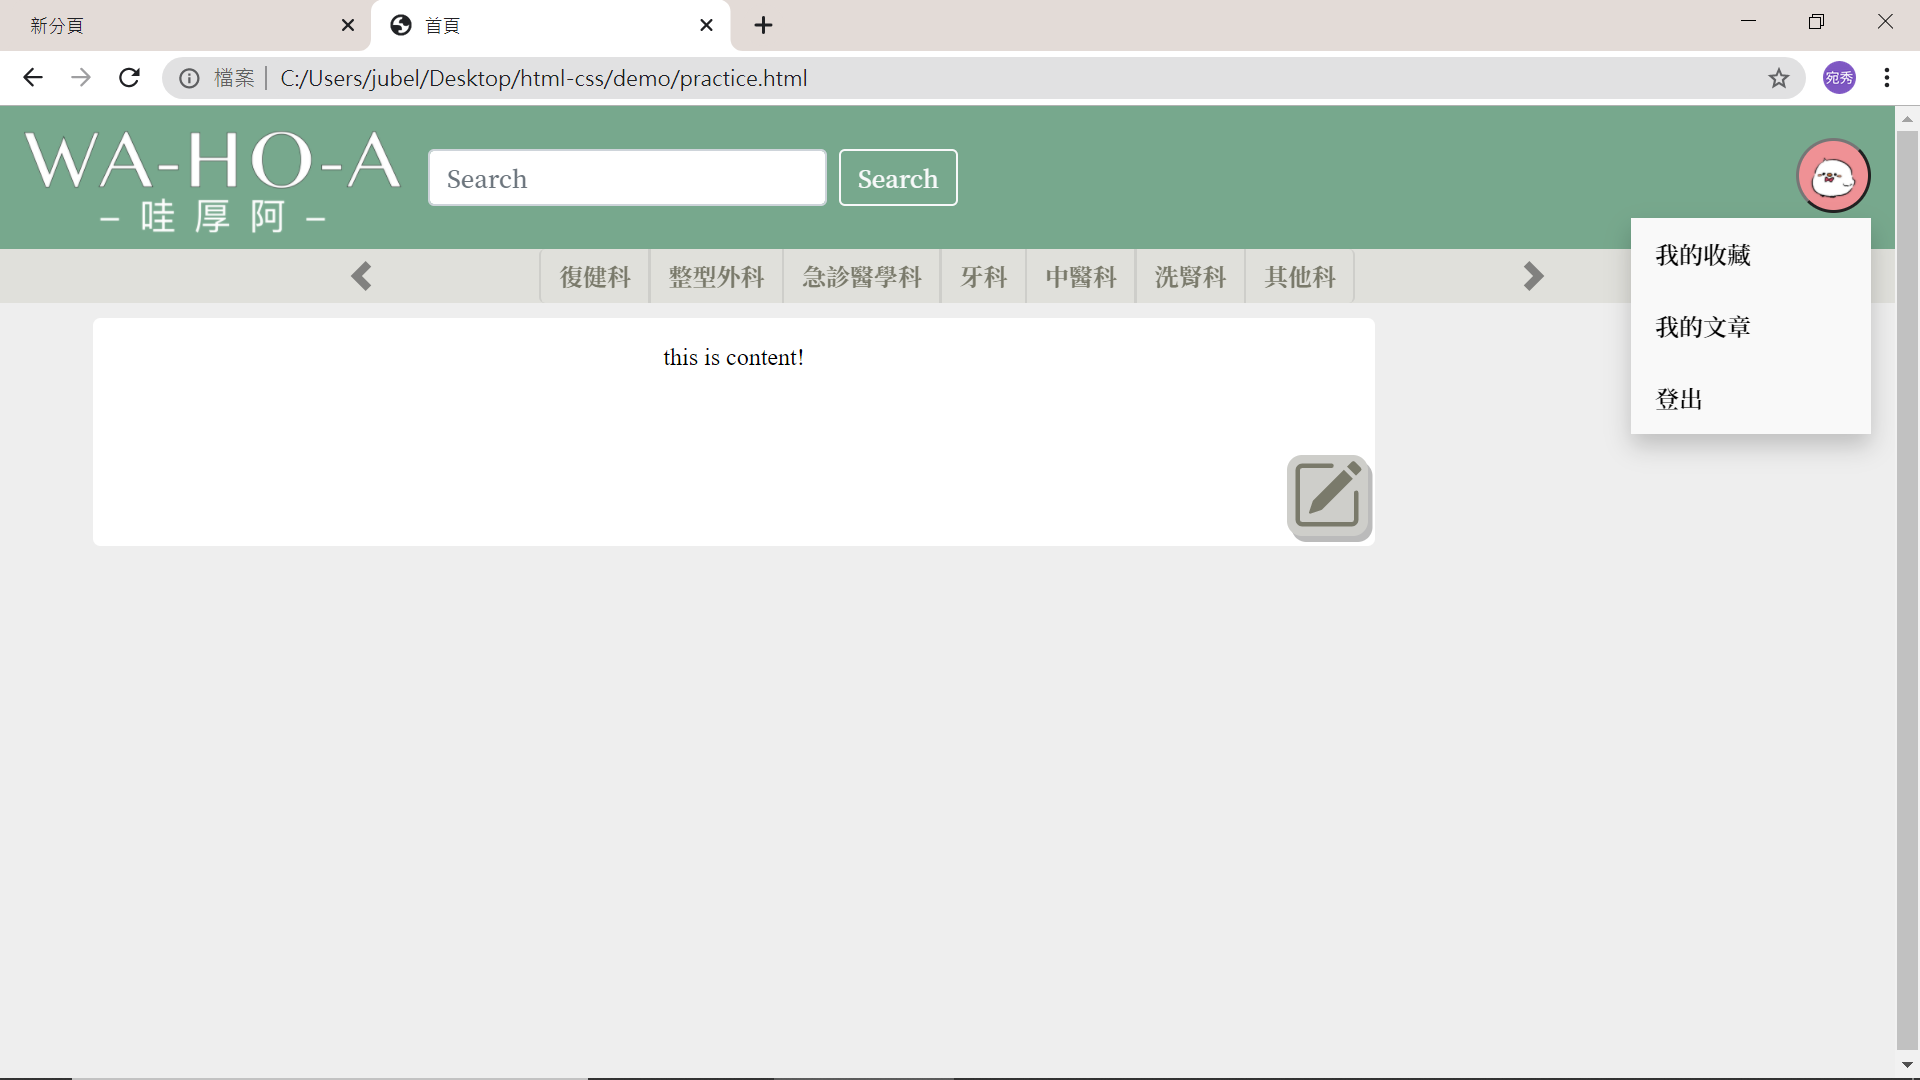 新分頁
首頁
檔案 C:/Users/jubel/Desktop/html-css/demo/practice.html
宛秀
WA-HO-A
– 哇厚阿 –
Search
Search
復健科 整型外科 急診醫學科 牙科 中醫科 洗腎科 其他科
我的收藏
我的文章
登出
this is content!